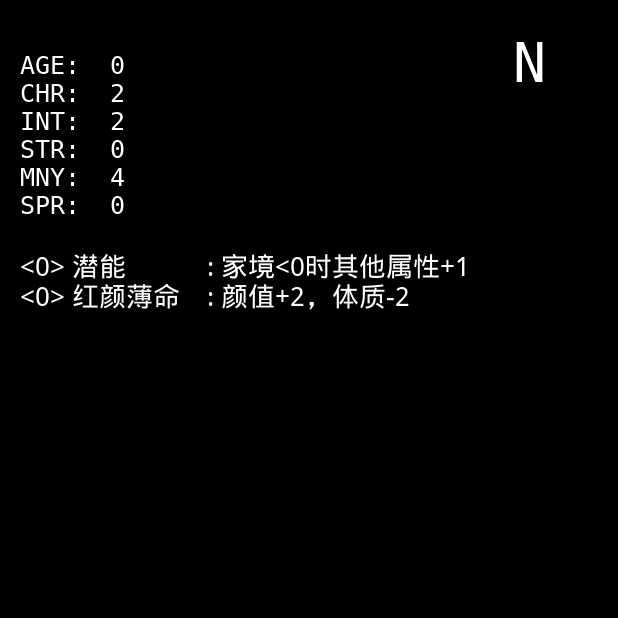 N
AGE: 0
CHR: 2
INT: 2
STR: 0
MNY: 4
SPR: 0
<0> 潜能 : 家境<0时其他属性+1
<0> 红颜薄命 : 颜值+2，体质-2